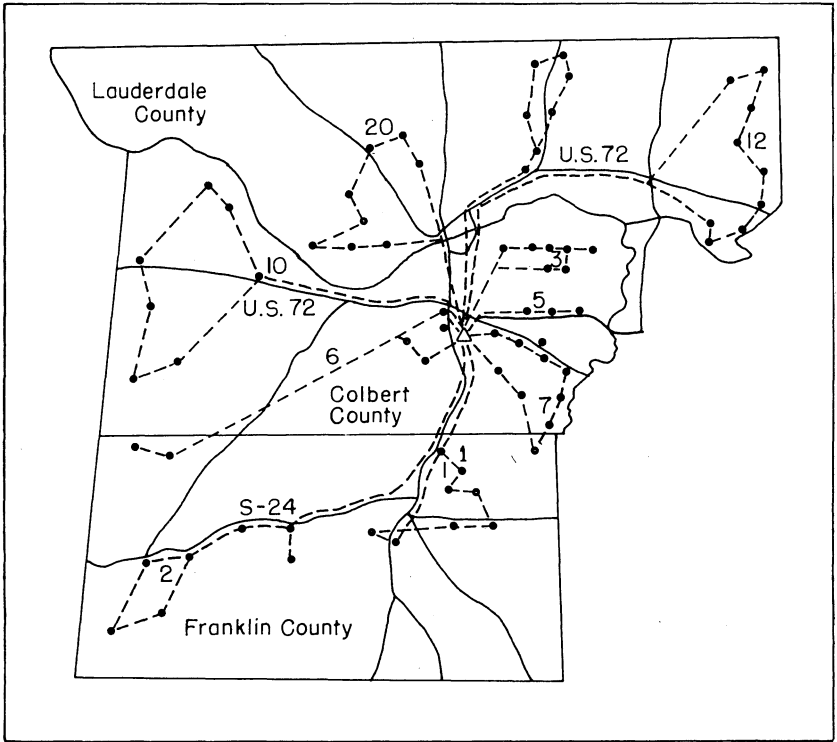 Lauderdale
County
20
U.S. 72
12
10
U.S. 72
3
5
6
Colbert
County
7
1
S-24
2
Franklin County